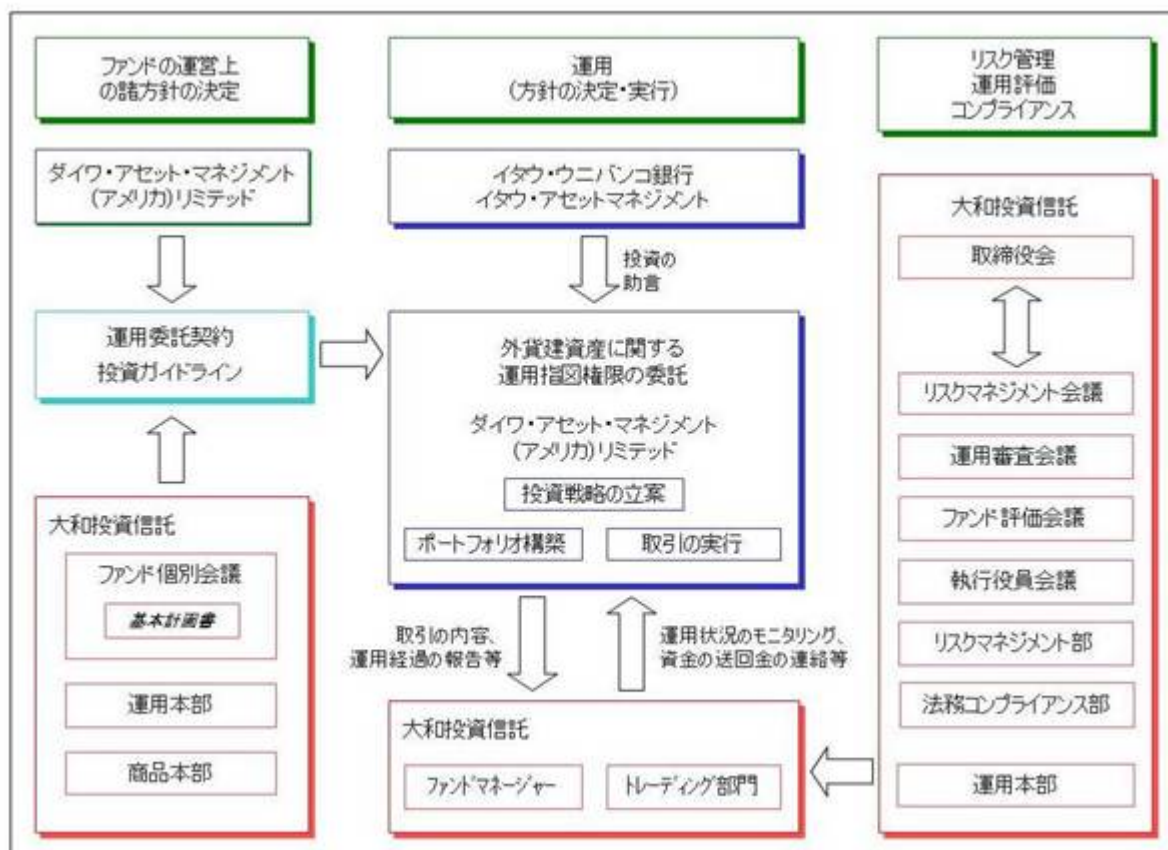 ファンドの運営上
の諸方針の決定
ダイワ・アセット・マネジメント
(アメリカ)リミテッド
運用委託契約
投資ガイドライン
大和投資信託
ファンド個別会議
基本計画書
運用本部
商品本部
運用
(方針の決定・実行)
イタウ・ウニバンコ銀行
イタウ・アセットマネジメント
投資の
助言
外貨建資産に関する
運用指図権限の委託
ダイワ・アセット・マネジメント
(アメリカ)リミテッド
投資戦略の立案
ポートフォリオ構築
取引の実行
取引の内容、
運用経過の報告等
運用状況のモニタリング、
資金の送回金の連絡等
大和投資信託
ファンドマネージャー
トレーディング部門
リスク管理
運用評価
コンプライアンス
大和投資信託
取締役会
リスクマネジメント会議
運用審査会議
ファンド評価会議
執行役員会議
リスクマネジメント部
法務コンプライアンス部
運用本部